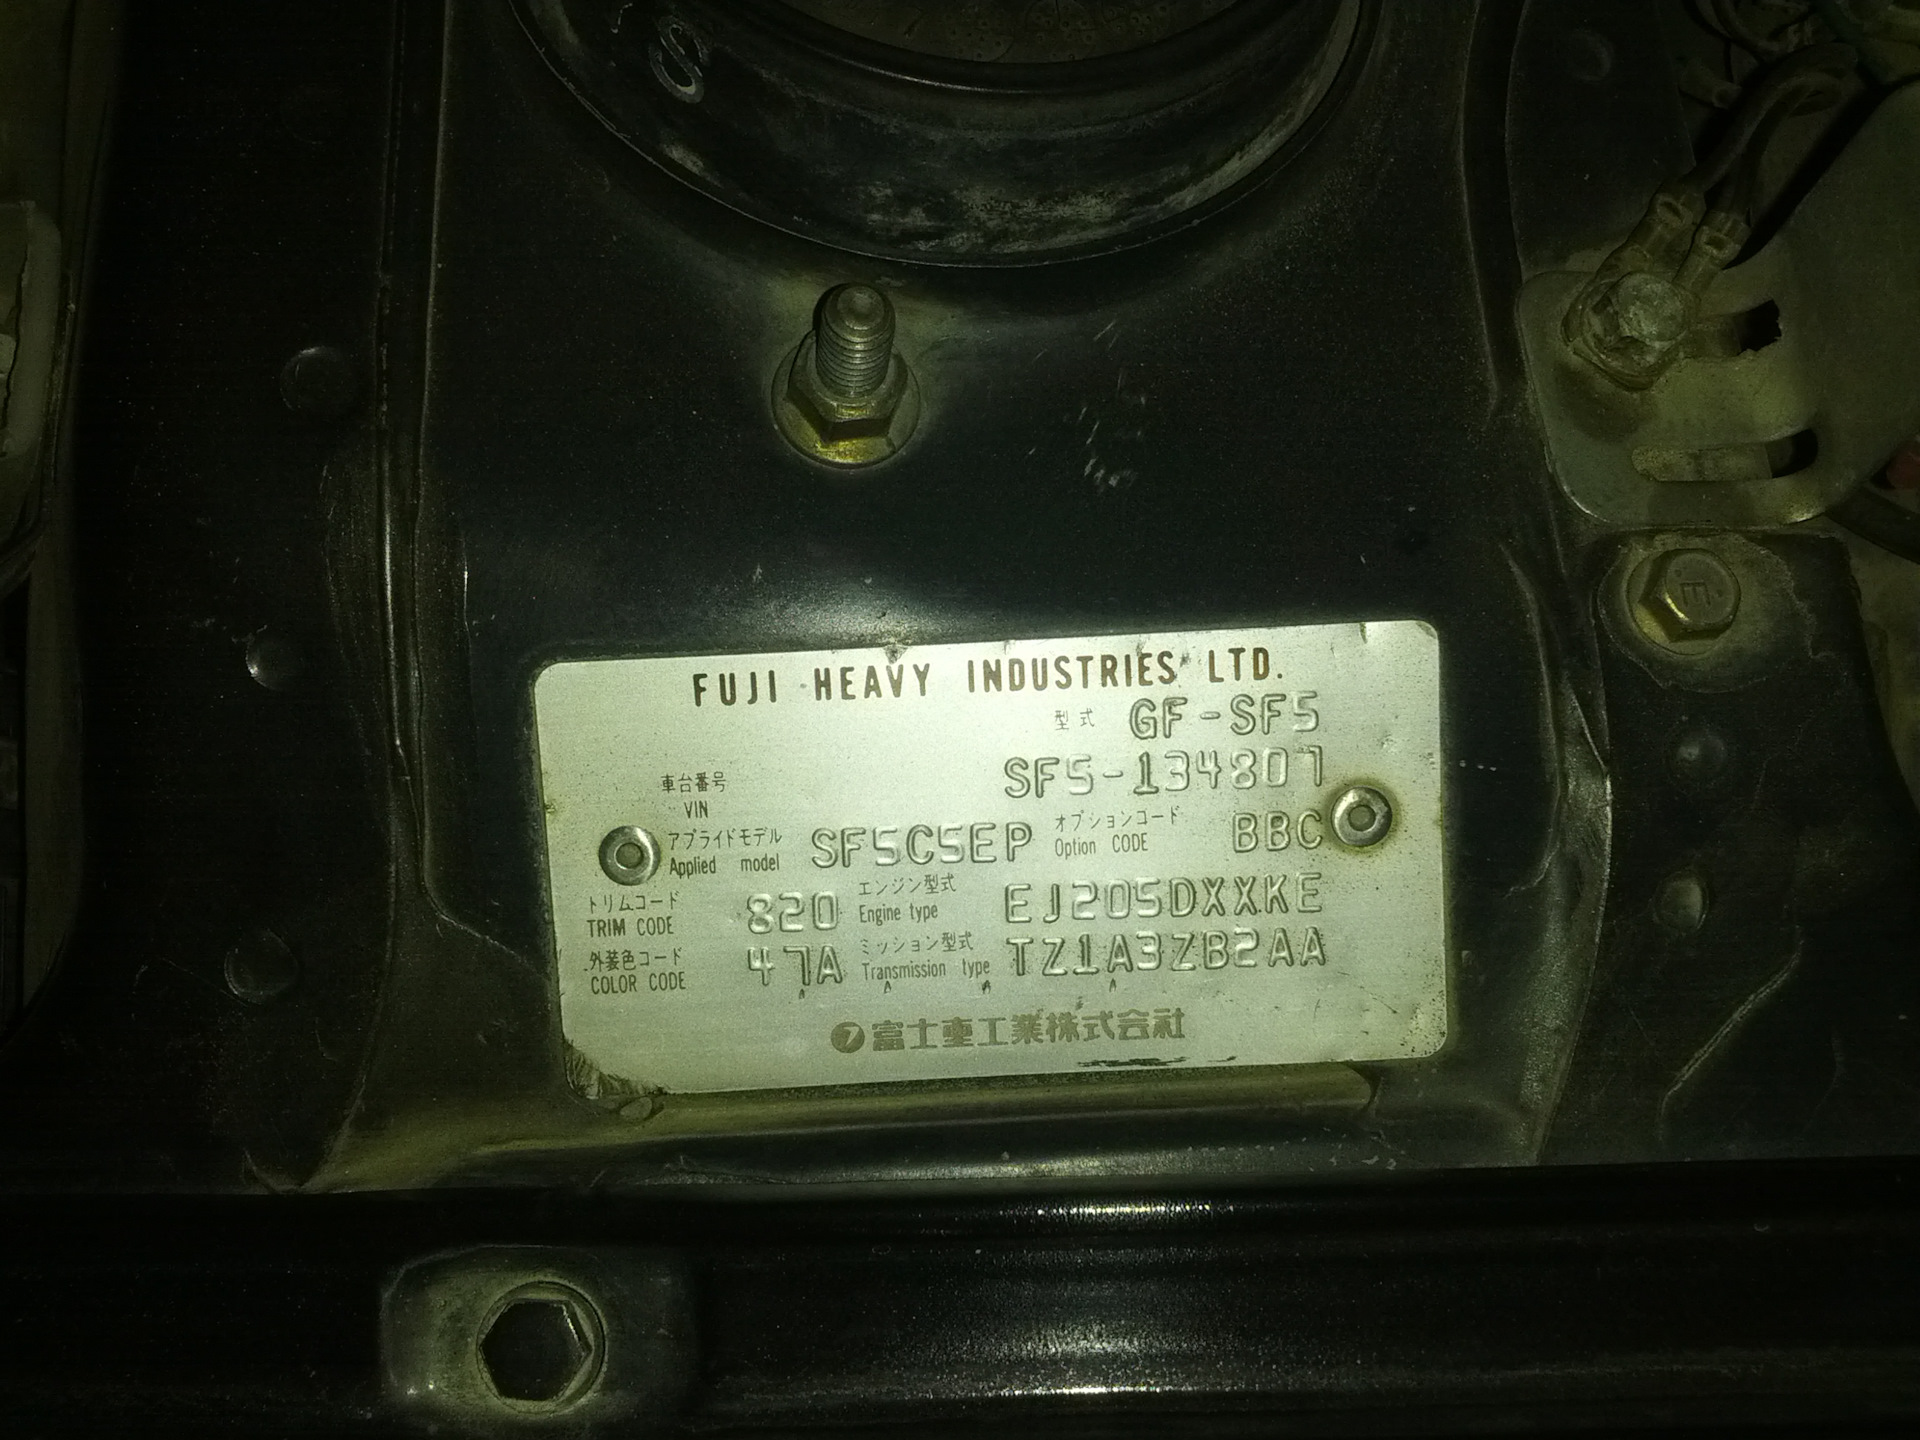 S
FUJI HEAVY INDUSTRIES LTD.
型式 GF-SF5
車台番号 SF5-134807
VIN
アプライドモデル SF5C5EP オプションコード BBC
Applied model Option CODE
トリムコード 820 エンジン型式 EJ205DXXKE
TRIM CODE Engine type
外装色コード 47A ミッション型式 TZ1A3ZB2AA
COLOR CODE Transmission type
富士重工業株式会社
E